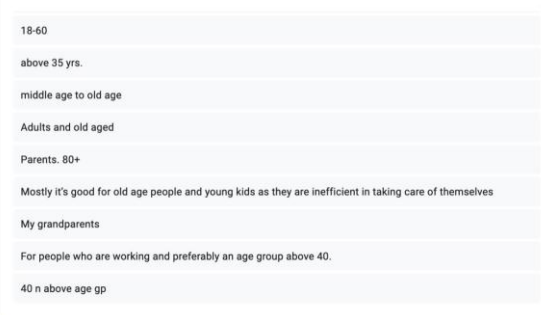 18-60
above 35 yrs.
middle age to old age
Adults and old aged
Parents. 80+
Mostly it's good for old age people and young kids as they are inefficient in taking care of themselves
My grandparents
For people who are working and preferably an age group above 40.
40 n above age gp